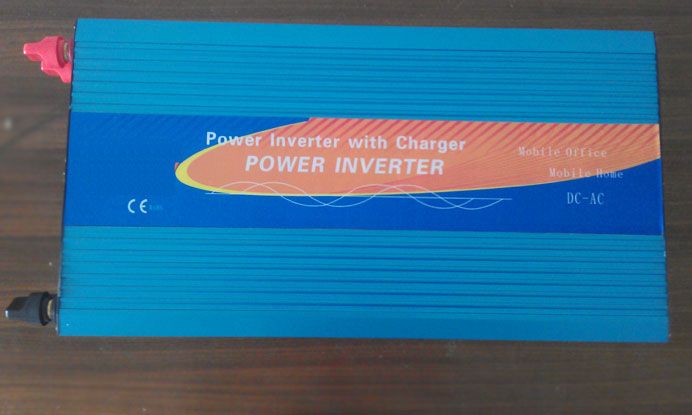 Power Inverter with Charger
POWER INVERTER
Mobile Office
Mobile Home
DC-AC
CE